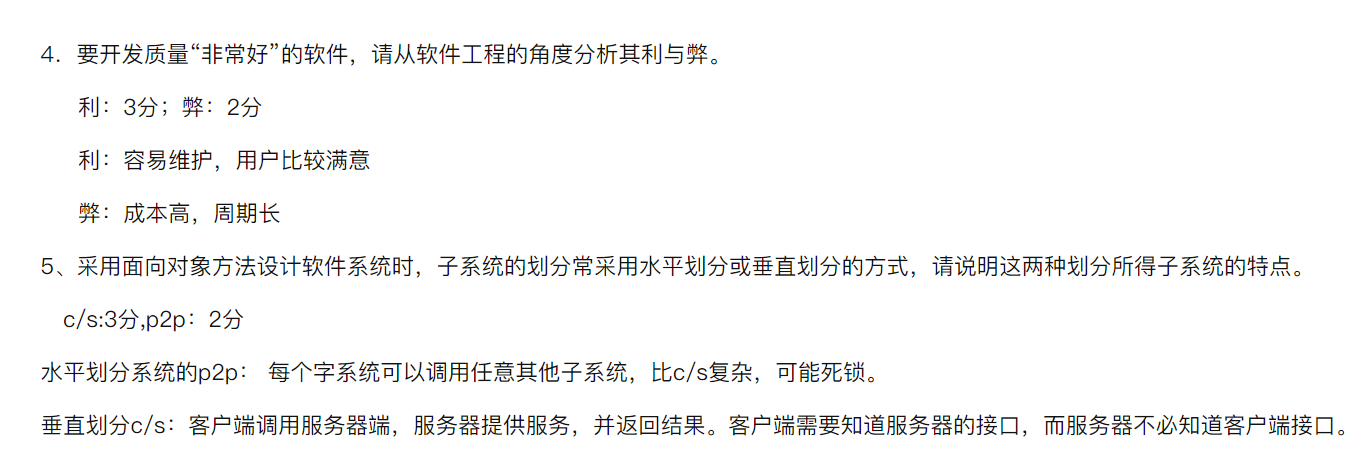 4．要开发质量“非常好”的软件，请从软件工程的角度分析其利与弊。
利：3分；弊：2分
利：容易维护，用户比较满意
弊：成本高，周期长
5、采用面向对象方法设计软件系统时，子系统的划分常采用水平划分或垂直划分的方式，请说明这两种划分所得子系统的特点。
c/s:3分,p2p：2分
水平划分系统的p2p： 每个字系统可以调用任意其他子系统，比c/s复杂，可能死锁。
垂直划分c/s：客户端调用服务器端，服务器提供服务，并返回结果。客户端需要知道服务器的接口，而服务器不必知道客户端接口。